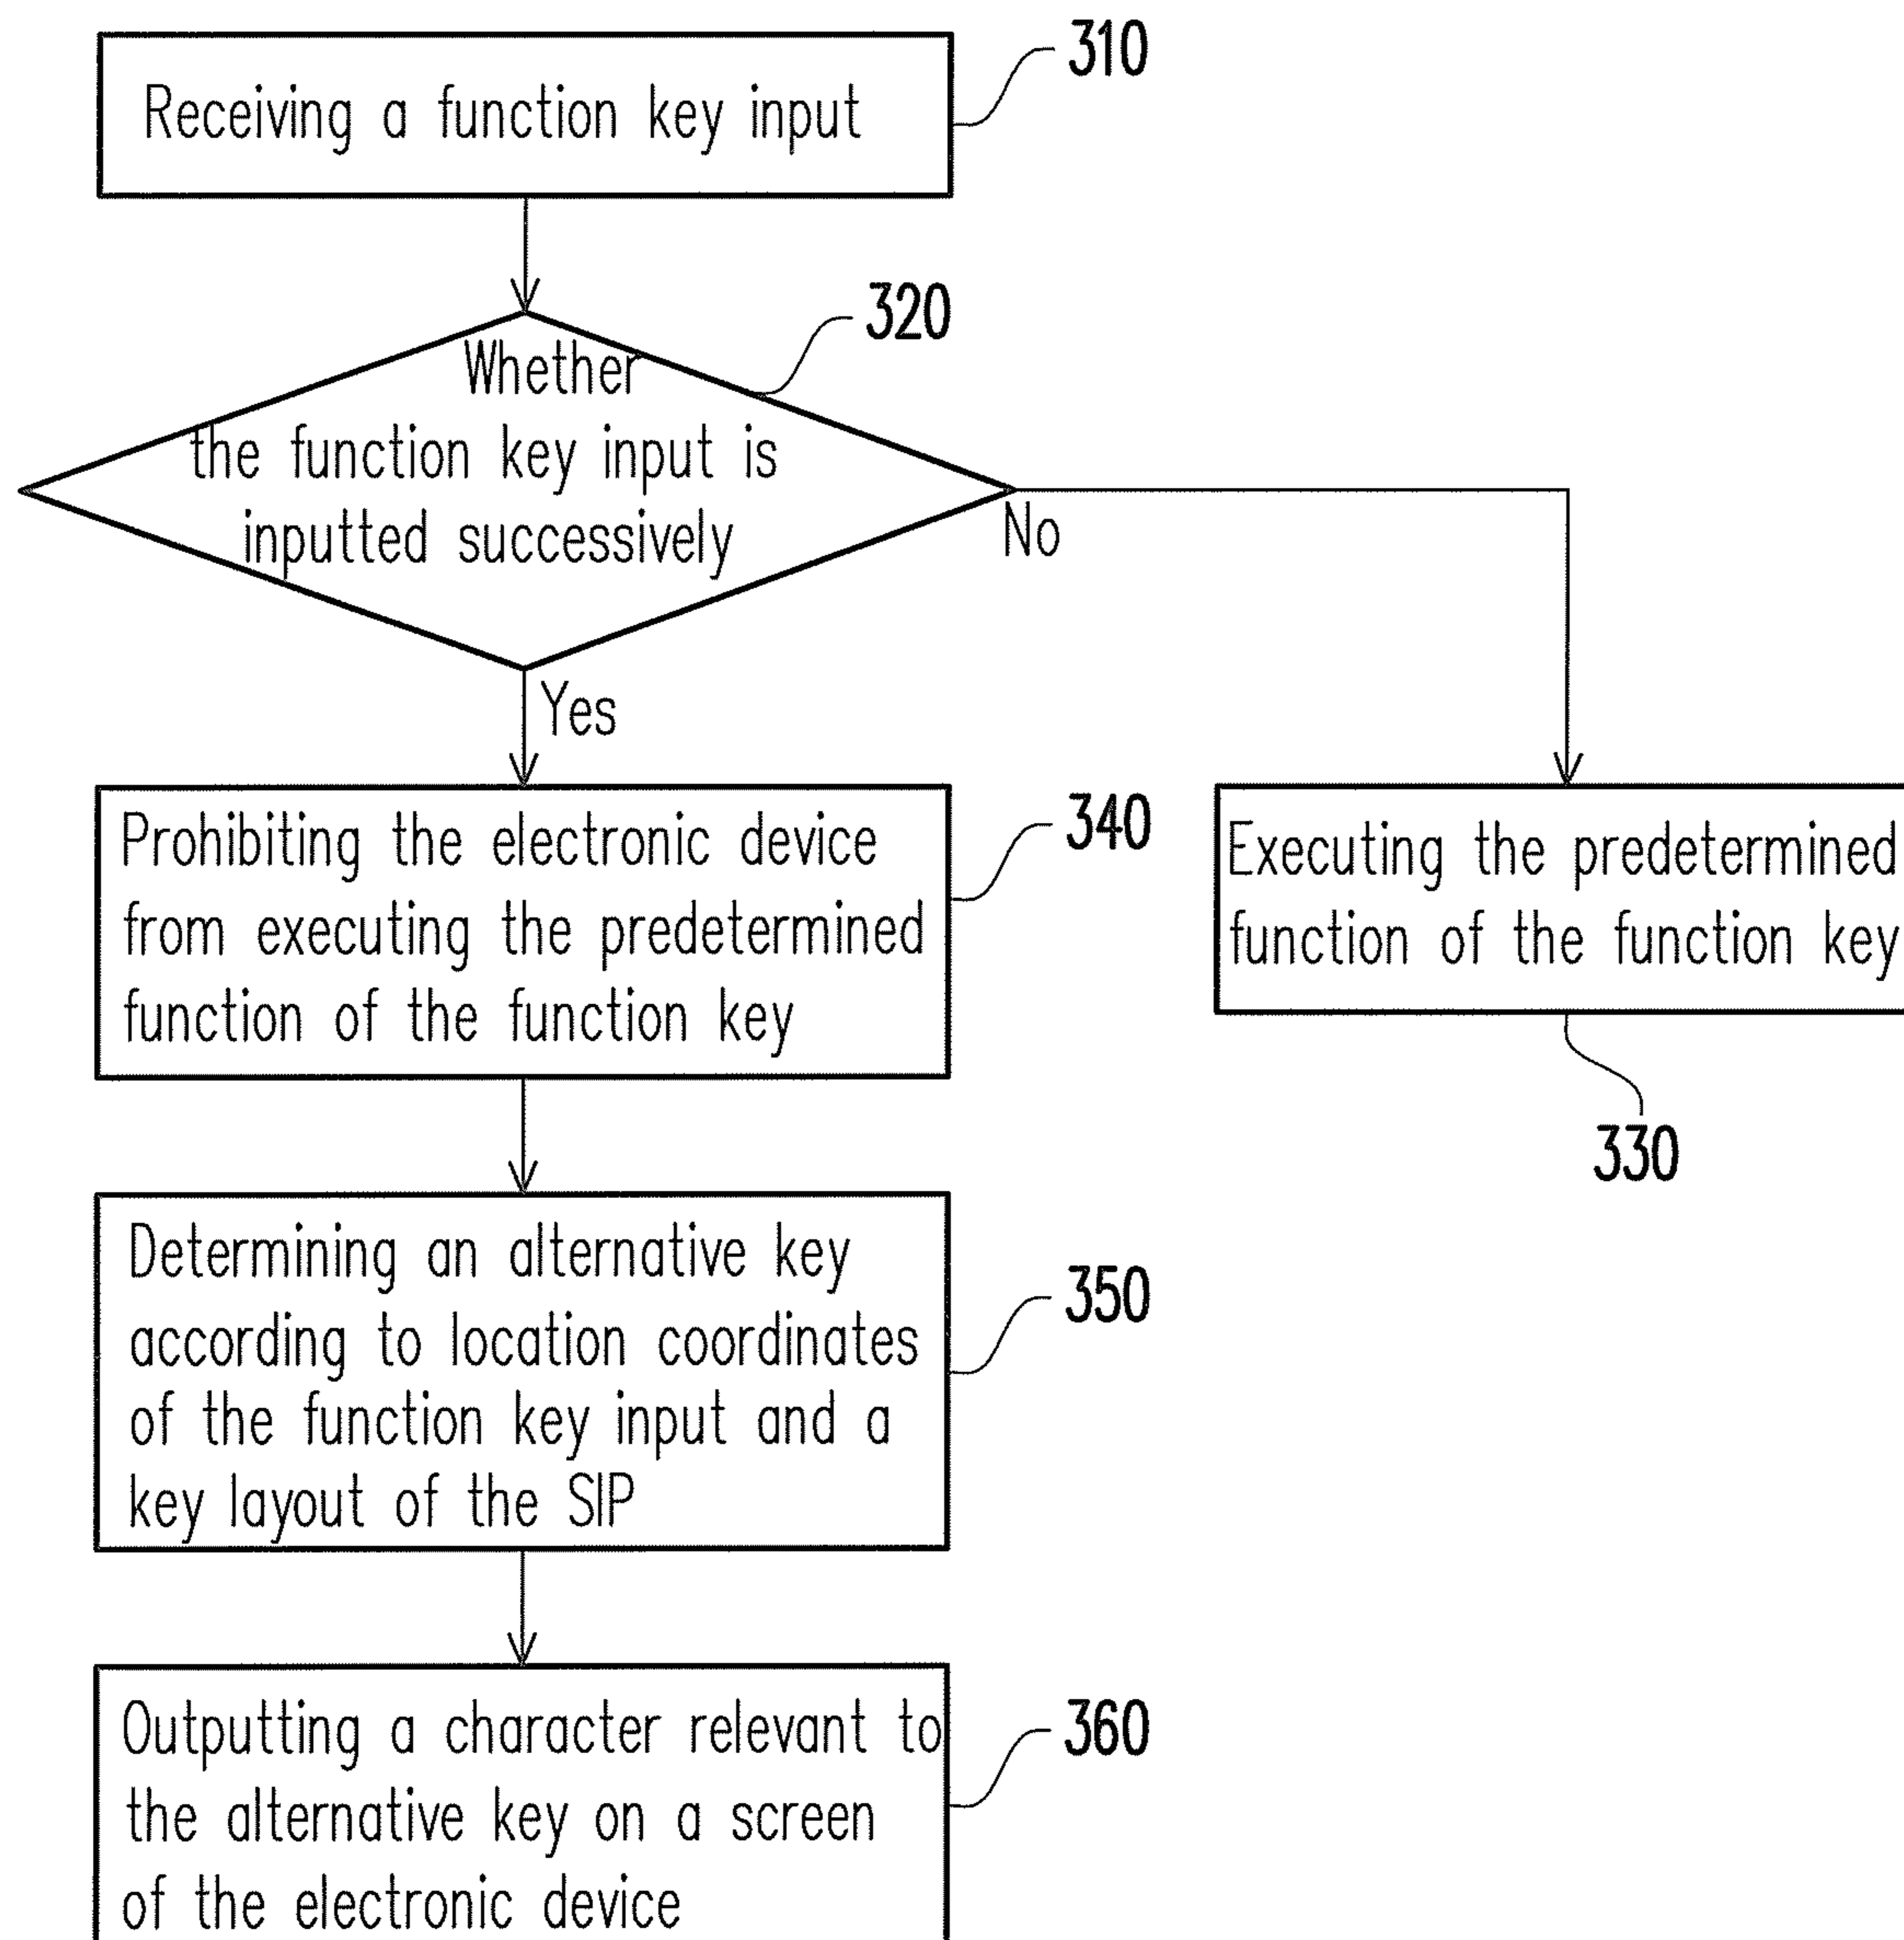 Receiving a function key input
310
320
Whether
the function key input is
inputted successively
No
Yes
Prohibiting the electronic device
from executing the predetermined
function of the function key
340
Executing the predetermined
function of the function key
330
Determining an alternative key
according to location coordinates
of the function key input and a
key layout of the SIP
350
Outputting a character relevant to
the alternative key on a screen
of the electronic device
360